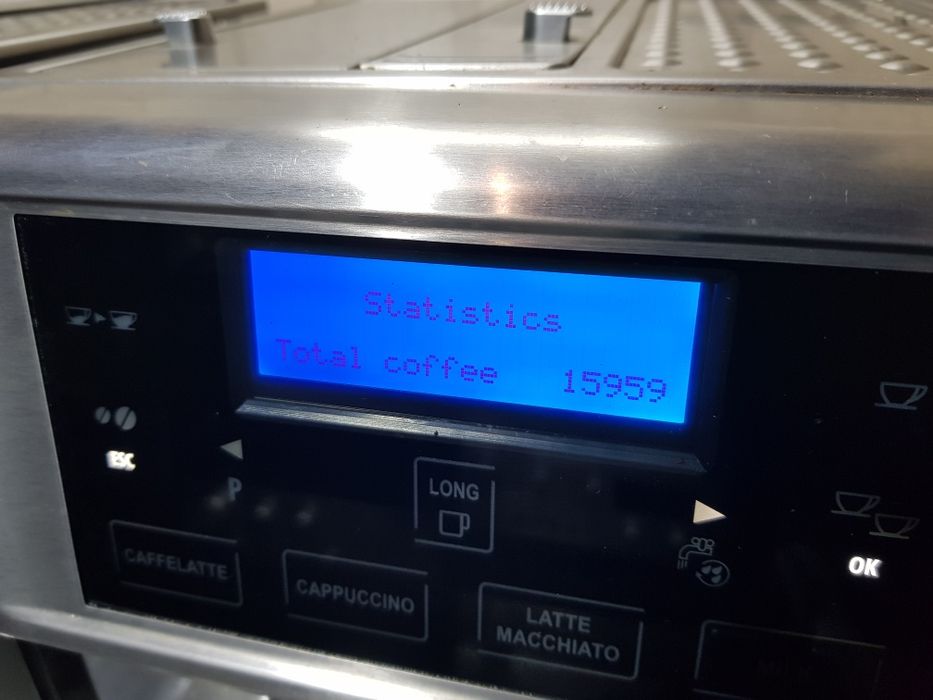 Statistics
Total coffee 15959
ESC
P
LONG
OK
CAFFELATTE
CAPPUCCINO
LATTE
MACCHIATO